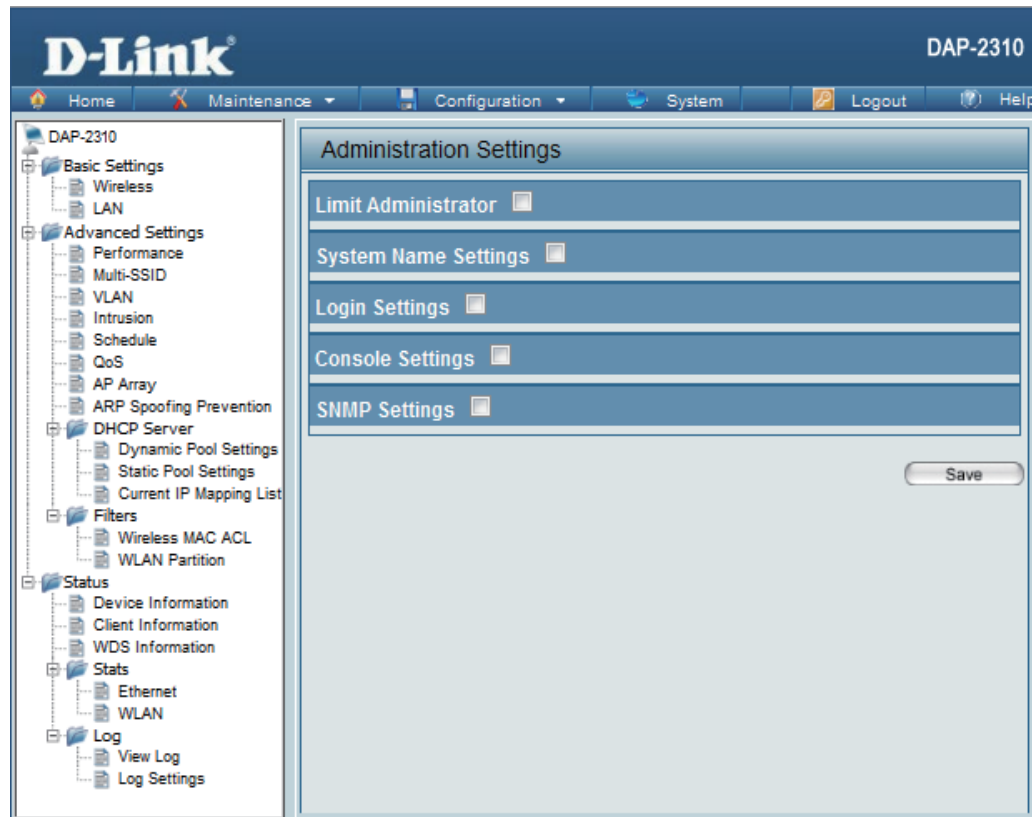 D-Link
DAP-2310
Home Maintenance Configuration System Logout Help
DAP-2310
Basic Settings
Wireless
LAN
Advanced Settings
Performance
Multi-SSID
VLAN
Intrusion
Schedule
QoS
AP Array
ARP Spoofing Prevention
DHCP Server
Dynamic Pool Settings
Static Pool Settings
Current IP Mapping List
Filters
Wireless MAC ACL
WLAN Partition
Status
Device Information
Client Information
WDS Information
Stats
Ethernet
WLAN
Log
View Log
Log Settings
Administration Settings
Limit Administrator
System Name Settings
Login Settings
Console Settings
SNMP Settings
Save